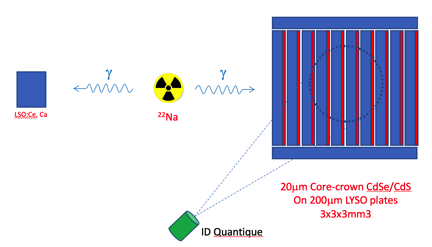 γ γ
LSO:Ce, Ca
22Na
20μm Core-crown CdSe/CdS
On 200μm LYSO plates
3x3x3mm3
ID Quantique